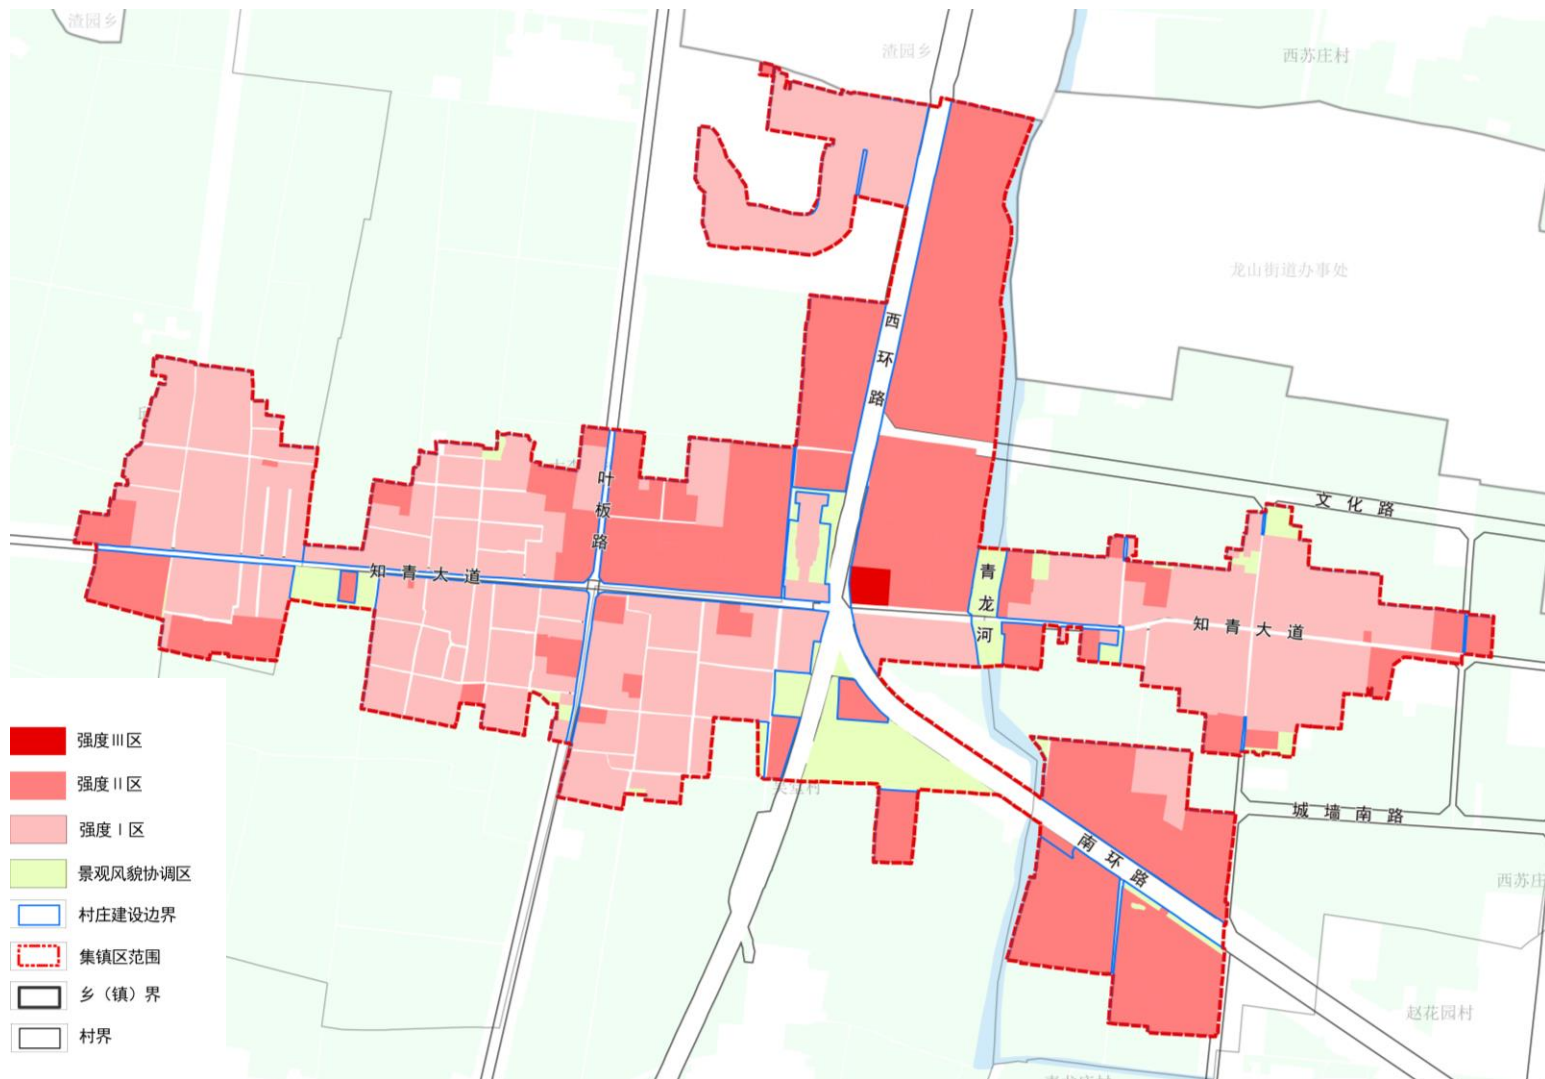 渣园乡
渣园乡
西苏庄村
龙山街道办事处
西环路
叶板路
文化路
知青大道
青龙河
知青大道
城墙南路
南环路
西苏庄
赵花园村
强度Ⅲ区
强度Ⅱ区
强度Ⅰ区
景观风貌协调区
村庄建设边界
集镇区范围
乡（镇）界
村界